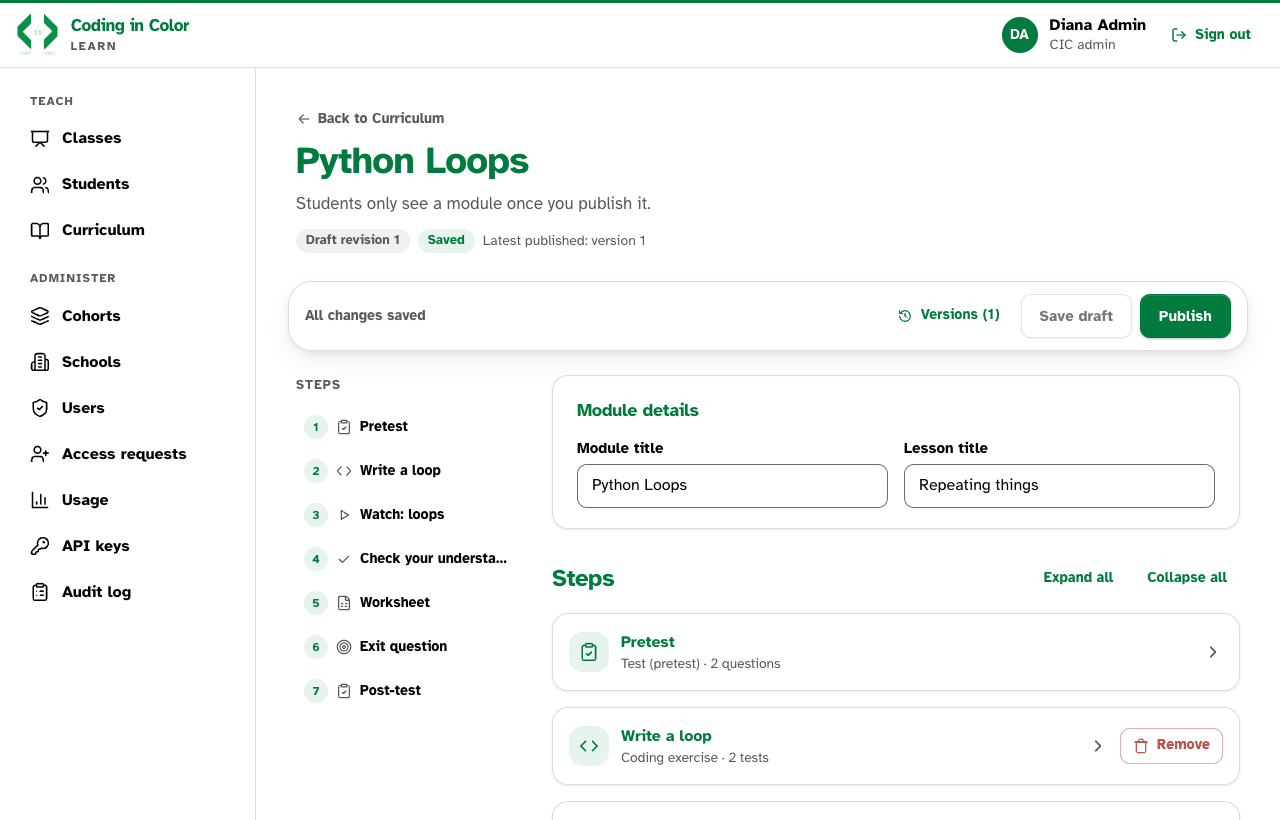 Coding in Color
LEARN
DA
Diana Admin
CIC admin
Sign out
TEACH
Classes
Students
Curriculum
ADMINISTER
Cohorts
Schools
Users
Access requests
Usage
API keys
Audit log
Back to Curriculum
Python Loops
Students only see a module once you publish it.
Draft revision 1
Saved
Latest published: version 1
All changes saved
Versions (1)
Save draft
Publish
STEPS
1 Pretest
2 Write a loop
3 Watch: loops
4 Check your understa...
5 Worksheet
6 Exit question
7 Post-test
Module details
Module title
Python Loops
Lesson title
Repeating things
Steps
Expand all
Collapse all
Pretest
Test (pretest) · 2 questions
Write a loop
Coding exercise · 2 tests
Remove